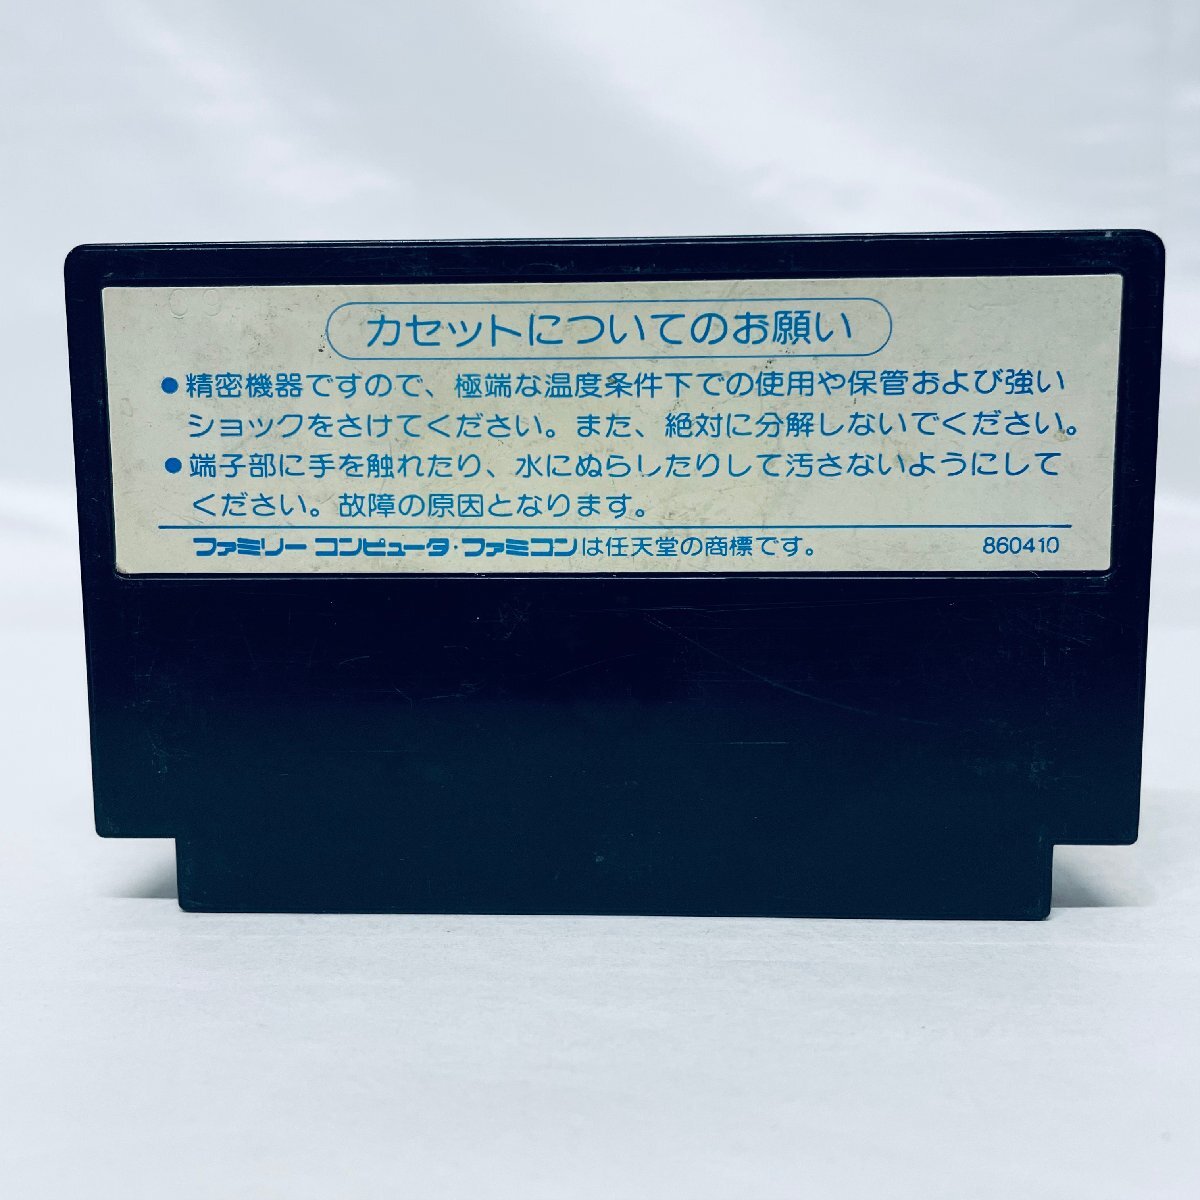 カセットについてのお願い
●精密機器ですので、極端な温度条件下での使用や保管および強い
ショックをさけてください。また、絶対に分解しないでください。
●端子部に手を触れたり、水にぬらしたりして汚さないようにして
ください。故障の原因となります。
ファミリーコンピュータ・ファミコンは任天堂の商標です。 860410